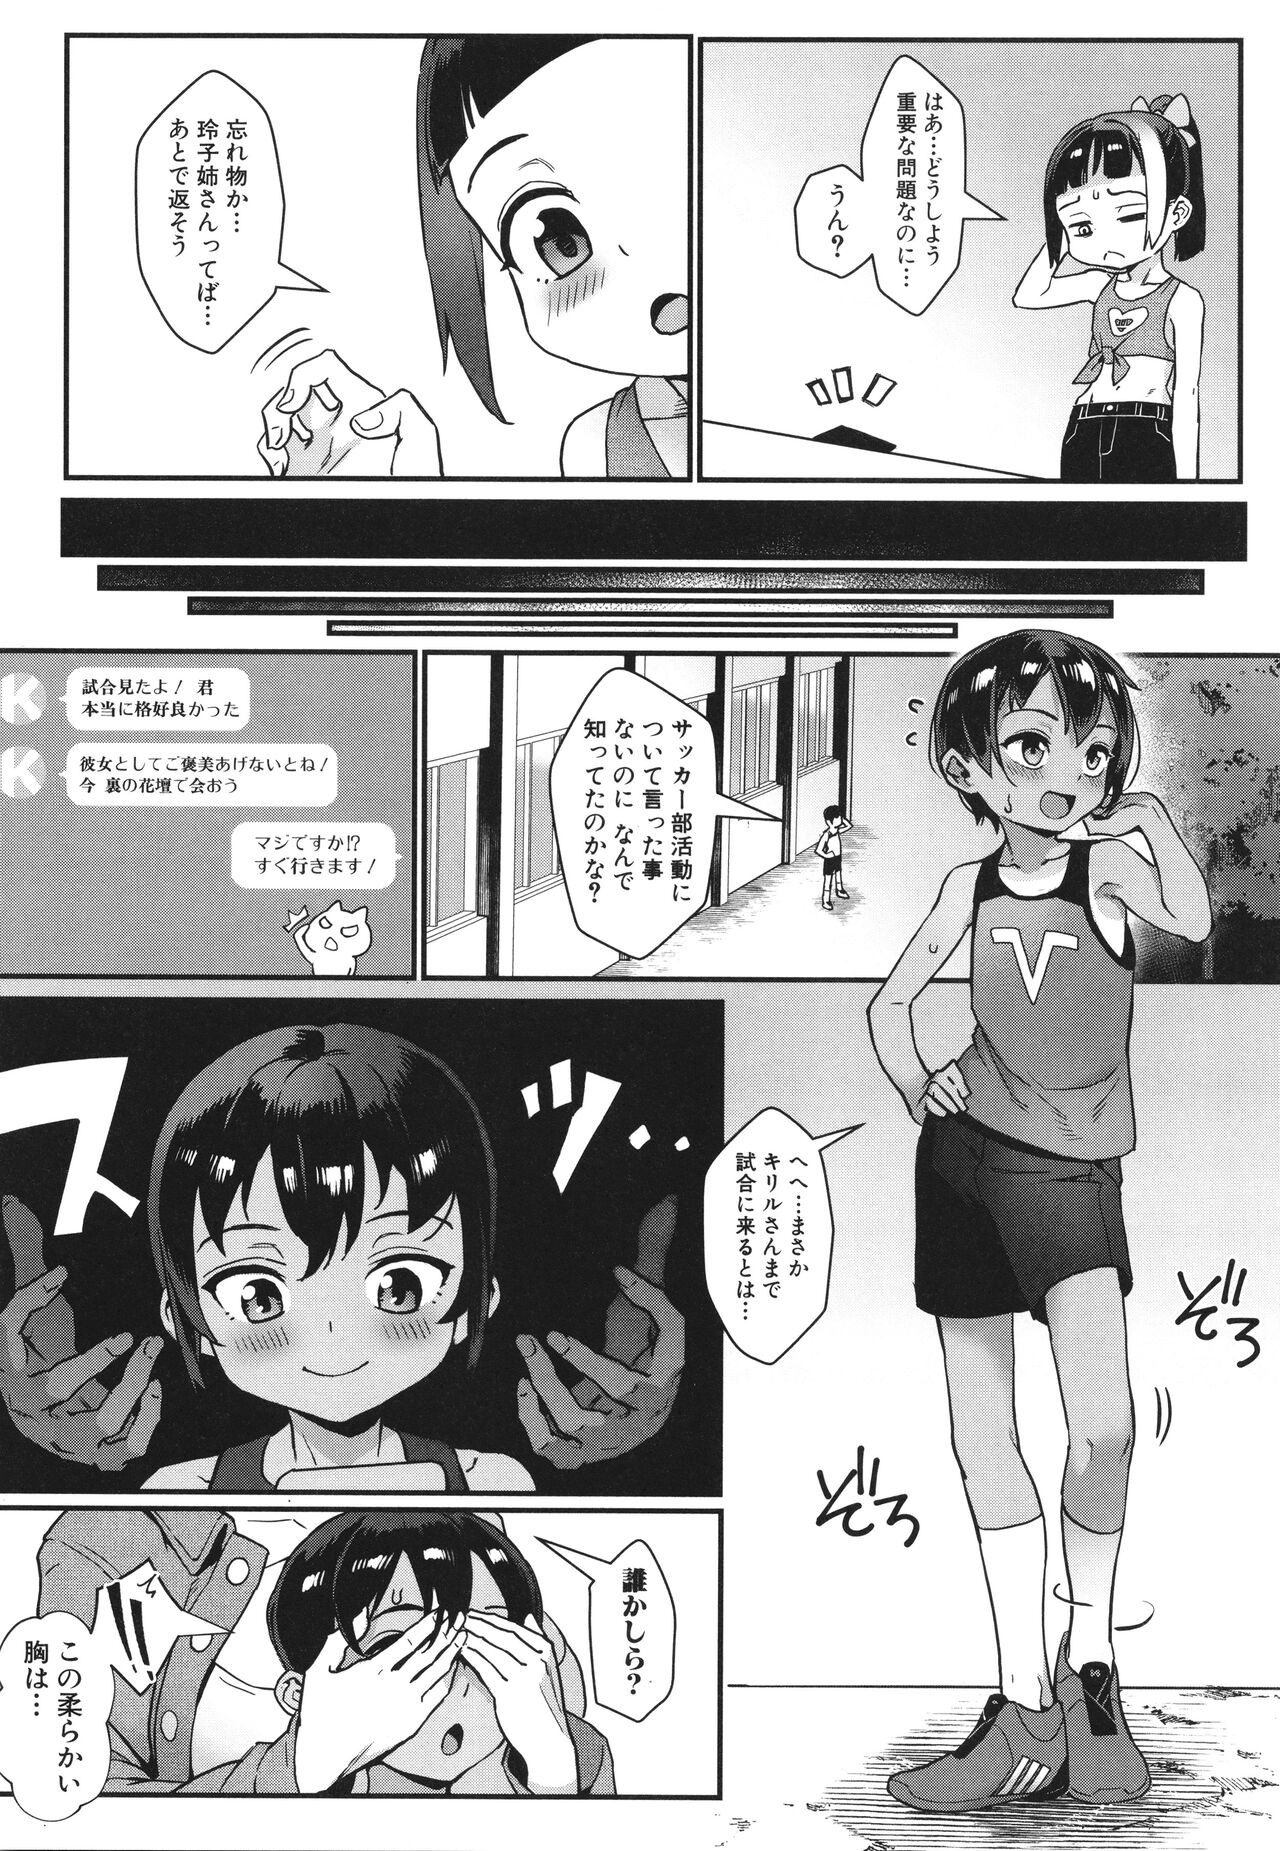 はあ…どうしよう
重要な問題なのに…
うん？
忘れ物か…
玲子姉さんってば…
あとで返そう
サッカー部活動に
ついて言った事
ないのに なんで
知ってたのかな？
K
試合見たよ！ 君
本当に格好良かった
K
彼女としてご褒美あげないとね！
今 裏の花壇で会おう
マジですか!?
すぐ行きます！
へへ…まさか
キリルさんまで
試合に来るとは…
ぞろ
ぞろ
スッ…
誰かしら？
て
!!
この柔らかい
胸は…